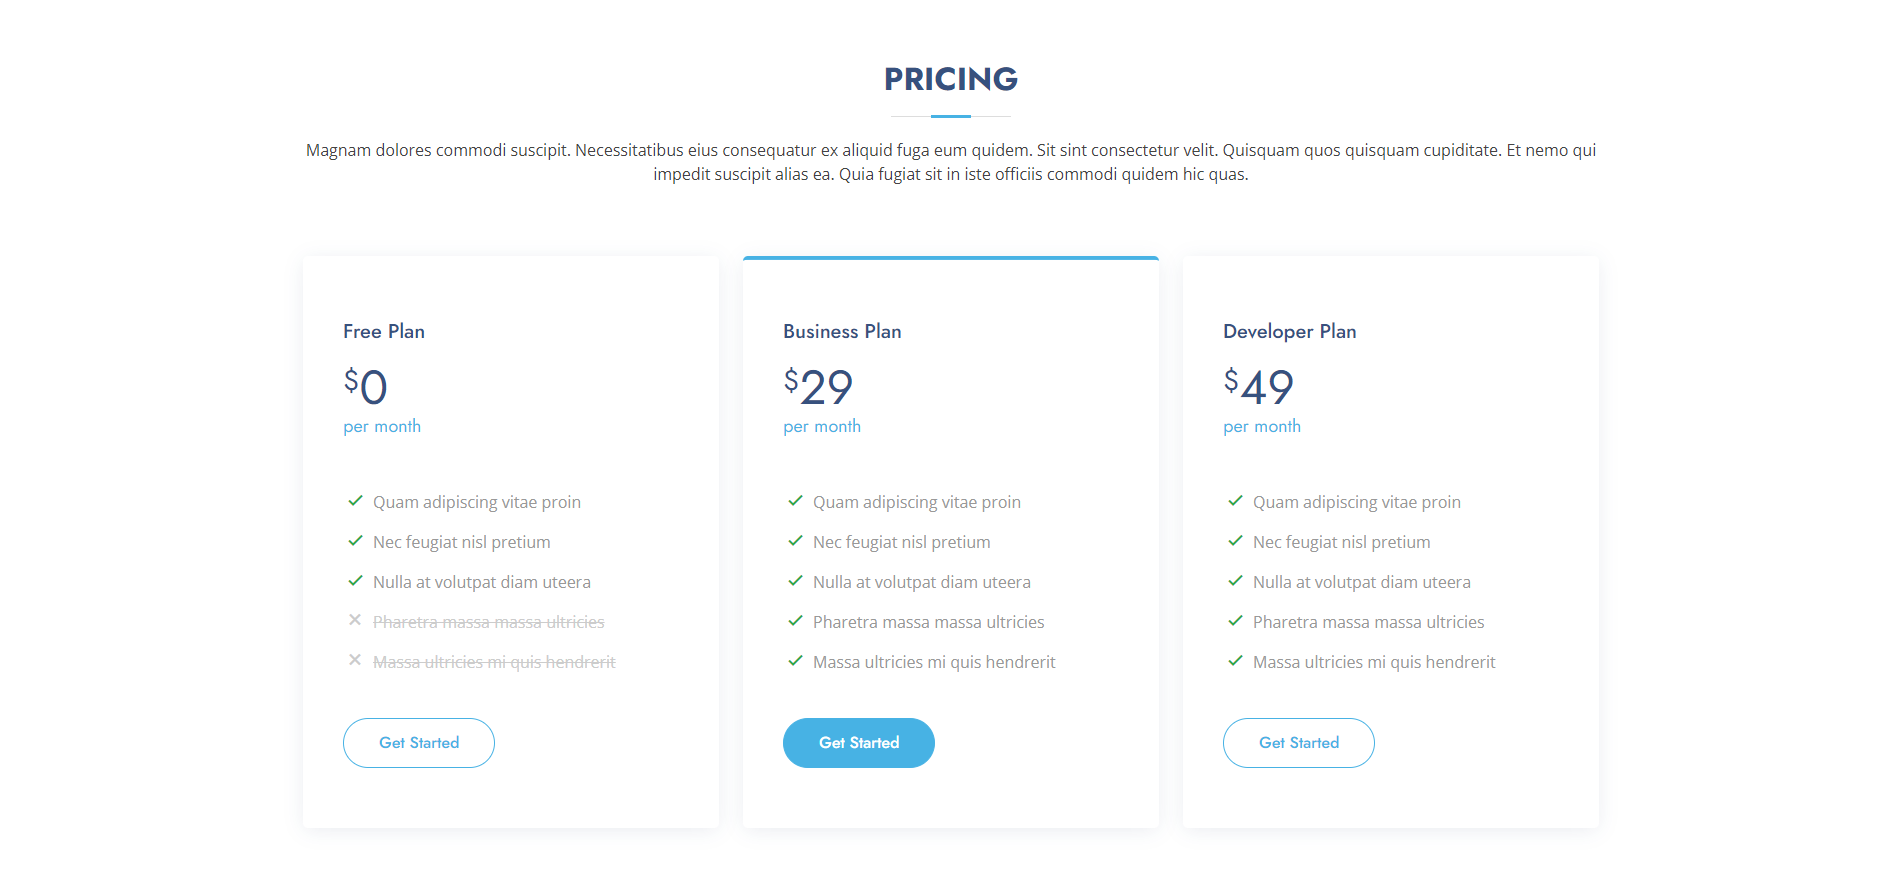 PRICING
Magnam dolores commodi suscipit. Necessitatibus eius consequatur ex aliquid fuga eum quidem. Sit sint consectetur velit. Quisquam quos quisquam cupiditate. Et nemo qui
impedit suscipit alias ea. Quia fugiat sit in iste officiis commodi quidem hic quas.
Free Plan
$0
per month
Quam adipiscing vitae proin
Nec feugiat nisl pretium
Nulla at volutpat diam uteera
Pharetra massa massa ultricies
Massa ultricies mi quis hendrerit
Get Started
Business Plan
$29
per month
Quam adipiscing vitae proin
Nec feugiat nisl pretium
Nulla at volutpat diam uteera
Pharetra massa massa ultricies
Massa ultricies mi quis hendrerit
Get Started
Developer Plan
$49
per month
Quam adipiscing vitae proin
Nec feugiat nisl pretium
Nulla at volutpat diam uteera
Pharetra massa massa ultricies
Massa ultricies mi quis hendrerit
Get Started